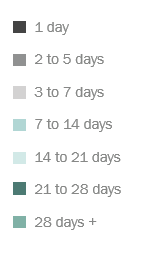 1 day
2 to 5 days
3 to 7 days
7 to 14 days
14 to 21 days
21 to 28 days
28 days +